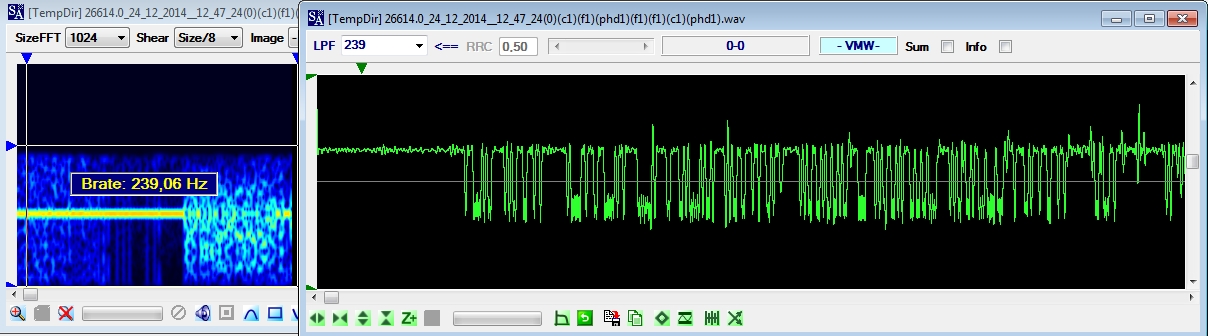 SA [TempDir] 26614.0_24_12_2014__12_47_24(0)(c1)(f1)(
SizeFFT 1024 Shear Size/8 Image
Brate: 239,06 Hz
SA [TempDir] 26614.0_24_12_2014__12_47_24(0)(c1)(f1)(phd1)(f1)(f1)(c1)(phd1).wav
LPF 239 <== RRC 0,50 0-0 - VMW- Sum Info
Z+